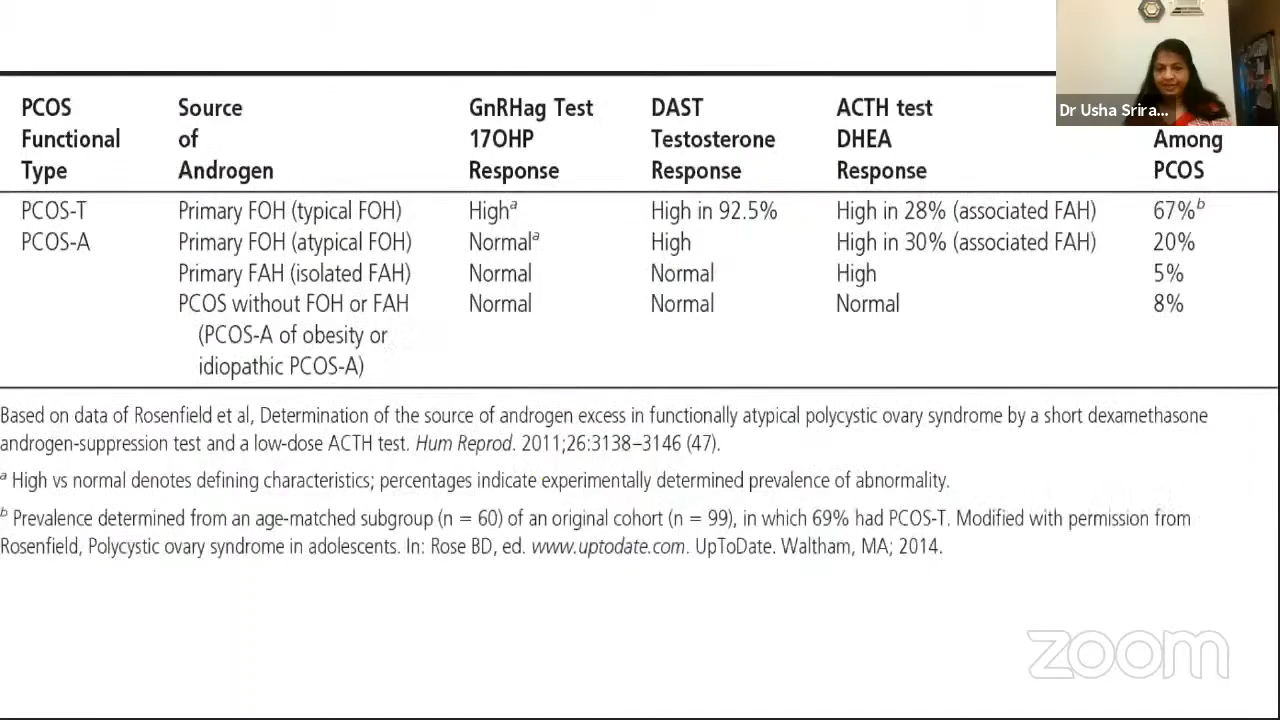 Dr Usha Srira...
PCOS Functional Type	Source of Androgen	GnRHag Test 17OHP Response	DAST Testosterone Response	ACTH test DHEA Response	Among PCOS
PCOS-T	Primary FOH (typical FOH)	Highᵃ	High in 92.5%	High in 28% (associated FAH)	67%ᵇ
PCOS-A	Primary FOH (atypical FOH)	Normalᵃ	High	High in 30% (associated FAH)	20%
Primary FAH (isolated FAH)	Normal	Normal	High	5%
PCOS without FOH or FAH	Normal	Normal	Normal	8%
(PCOS-A of obesity or
idiopathic PCOS-A)
Based on data of Rosenfield et al, Determination of the source of androgen excess in functionally atypical polycystic ovary syndrome by a short dexamethasone
androgen-suppression test and a low-dose ACTH test. Hum Reprod. 2011;26:3138–3146 (47).
ᵃ High vs normal denotes defining characteristics; percentages indicate experimentally determined prevalence of abnormality.
ᵇ Prevalence determined from an age-matched subgroup (n = 60) of an original cohort (n = 99), in which 69% had PCOS-T. Modified with permission from
Rosenfield, Polycystic ovary syndrome in adolescents. In: Rose BD, ed. www.uptodate.com. UpToDate. Waltham, MA; 2014.
zoom